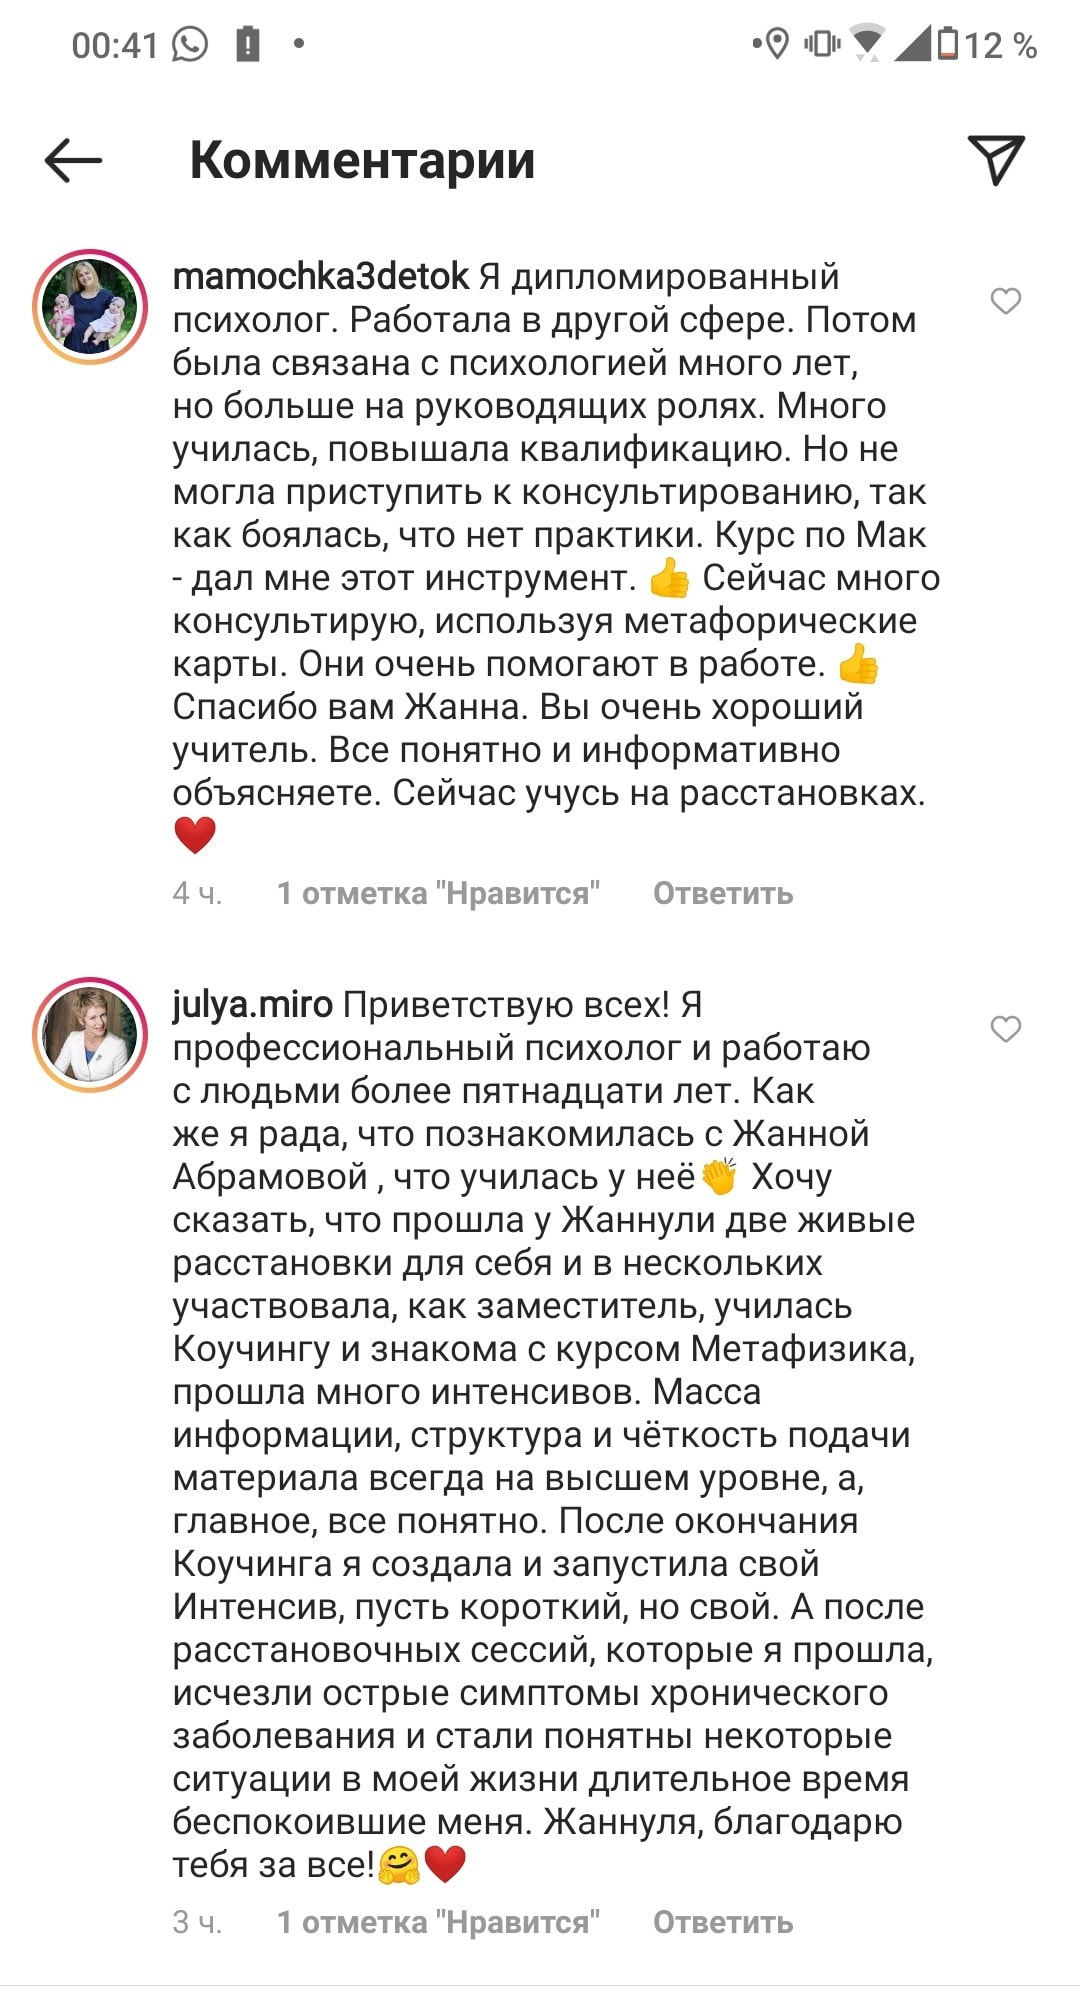 00:41
12 %
Комментарии
mamochka3detok Я дипломированный
психолог. Работала в другой сфере. Потом
была связана с психологией много лет,
но больше на руководящих ролях. Много
училась, повышала квалификацию. Но не
могла приступить к консультированию, так
как боялась, что нет практики. Курс по Мак
- дал мне этот инструмент. 👍 Сейчас много
консультирую, используя метафорические
карты. Они очень помогают в работе. 👍
Спасибо вам Жанна. Вы очень хороший
учитель. Все понятно и информативно
объясняете. Сейчас учусь на расстановках.
❤️
4 ч. 1 отметка "Нравится" Ответить
julya.miro Приветствую всех! Я
профессиональный психолог и работаю
с людьми более пятнадцати лет. Как
же я рада, что познакомилась с Жанной
Абрамовой , что училась у неё👏 Хочу
сказать, что прошла у Жаннули две живые
расстановки для себя и в нескольких
участвовала, как заместитель, училась
Коучингу и знакома с курсом Метафизика,
прошла много интенсивов. Масса
информации, структура и чёткость подачи
материала всегда на высшем уровне, а,
главное, все понятно. После окончания
Коучинга я создала и запустила свой
Интенсив, пусть короткий, но свой. А после
расстановочных сессий, которые я прошла,
исчезли острые симптомы хронического
заболевания и стали понятны некоторые
ситуации в моей жизни длительное время
беспокоившие меня. Жаннуля, благодарю
тебя за все!🤗❤️
3 ч. 1 отметка "Нравится" Ответить